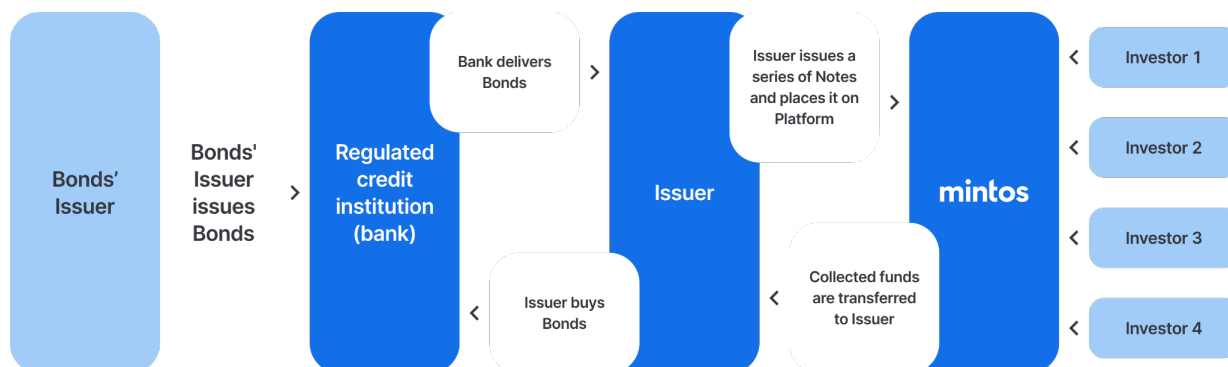 Bonds’
Issuer
Bonds'
Issuer
issues
Bonds
Regulated
credit
institution
(bank)
Bank delivers
Bonds
Issuer buys
Bonds
Issuer
Issuer issues a
series of Notes
and places it on
Platform
Collected funds
are transferred
to Issuer
mintos
Investor 1
Investor 2
Investor 3
Investor 4